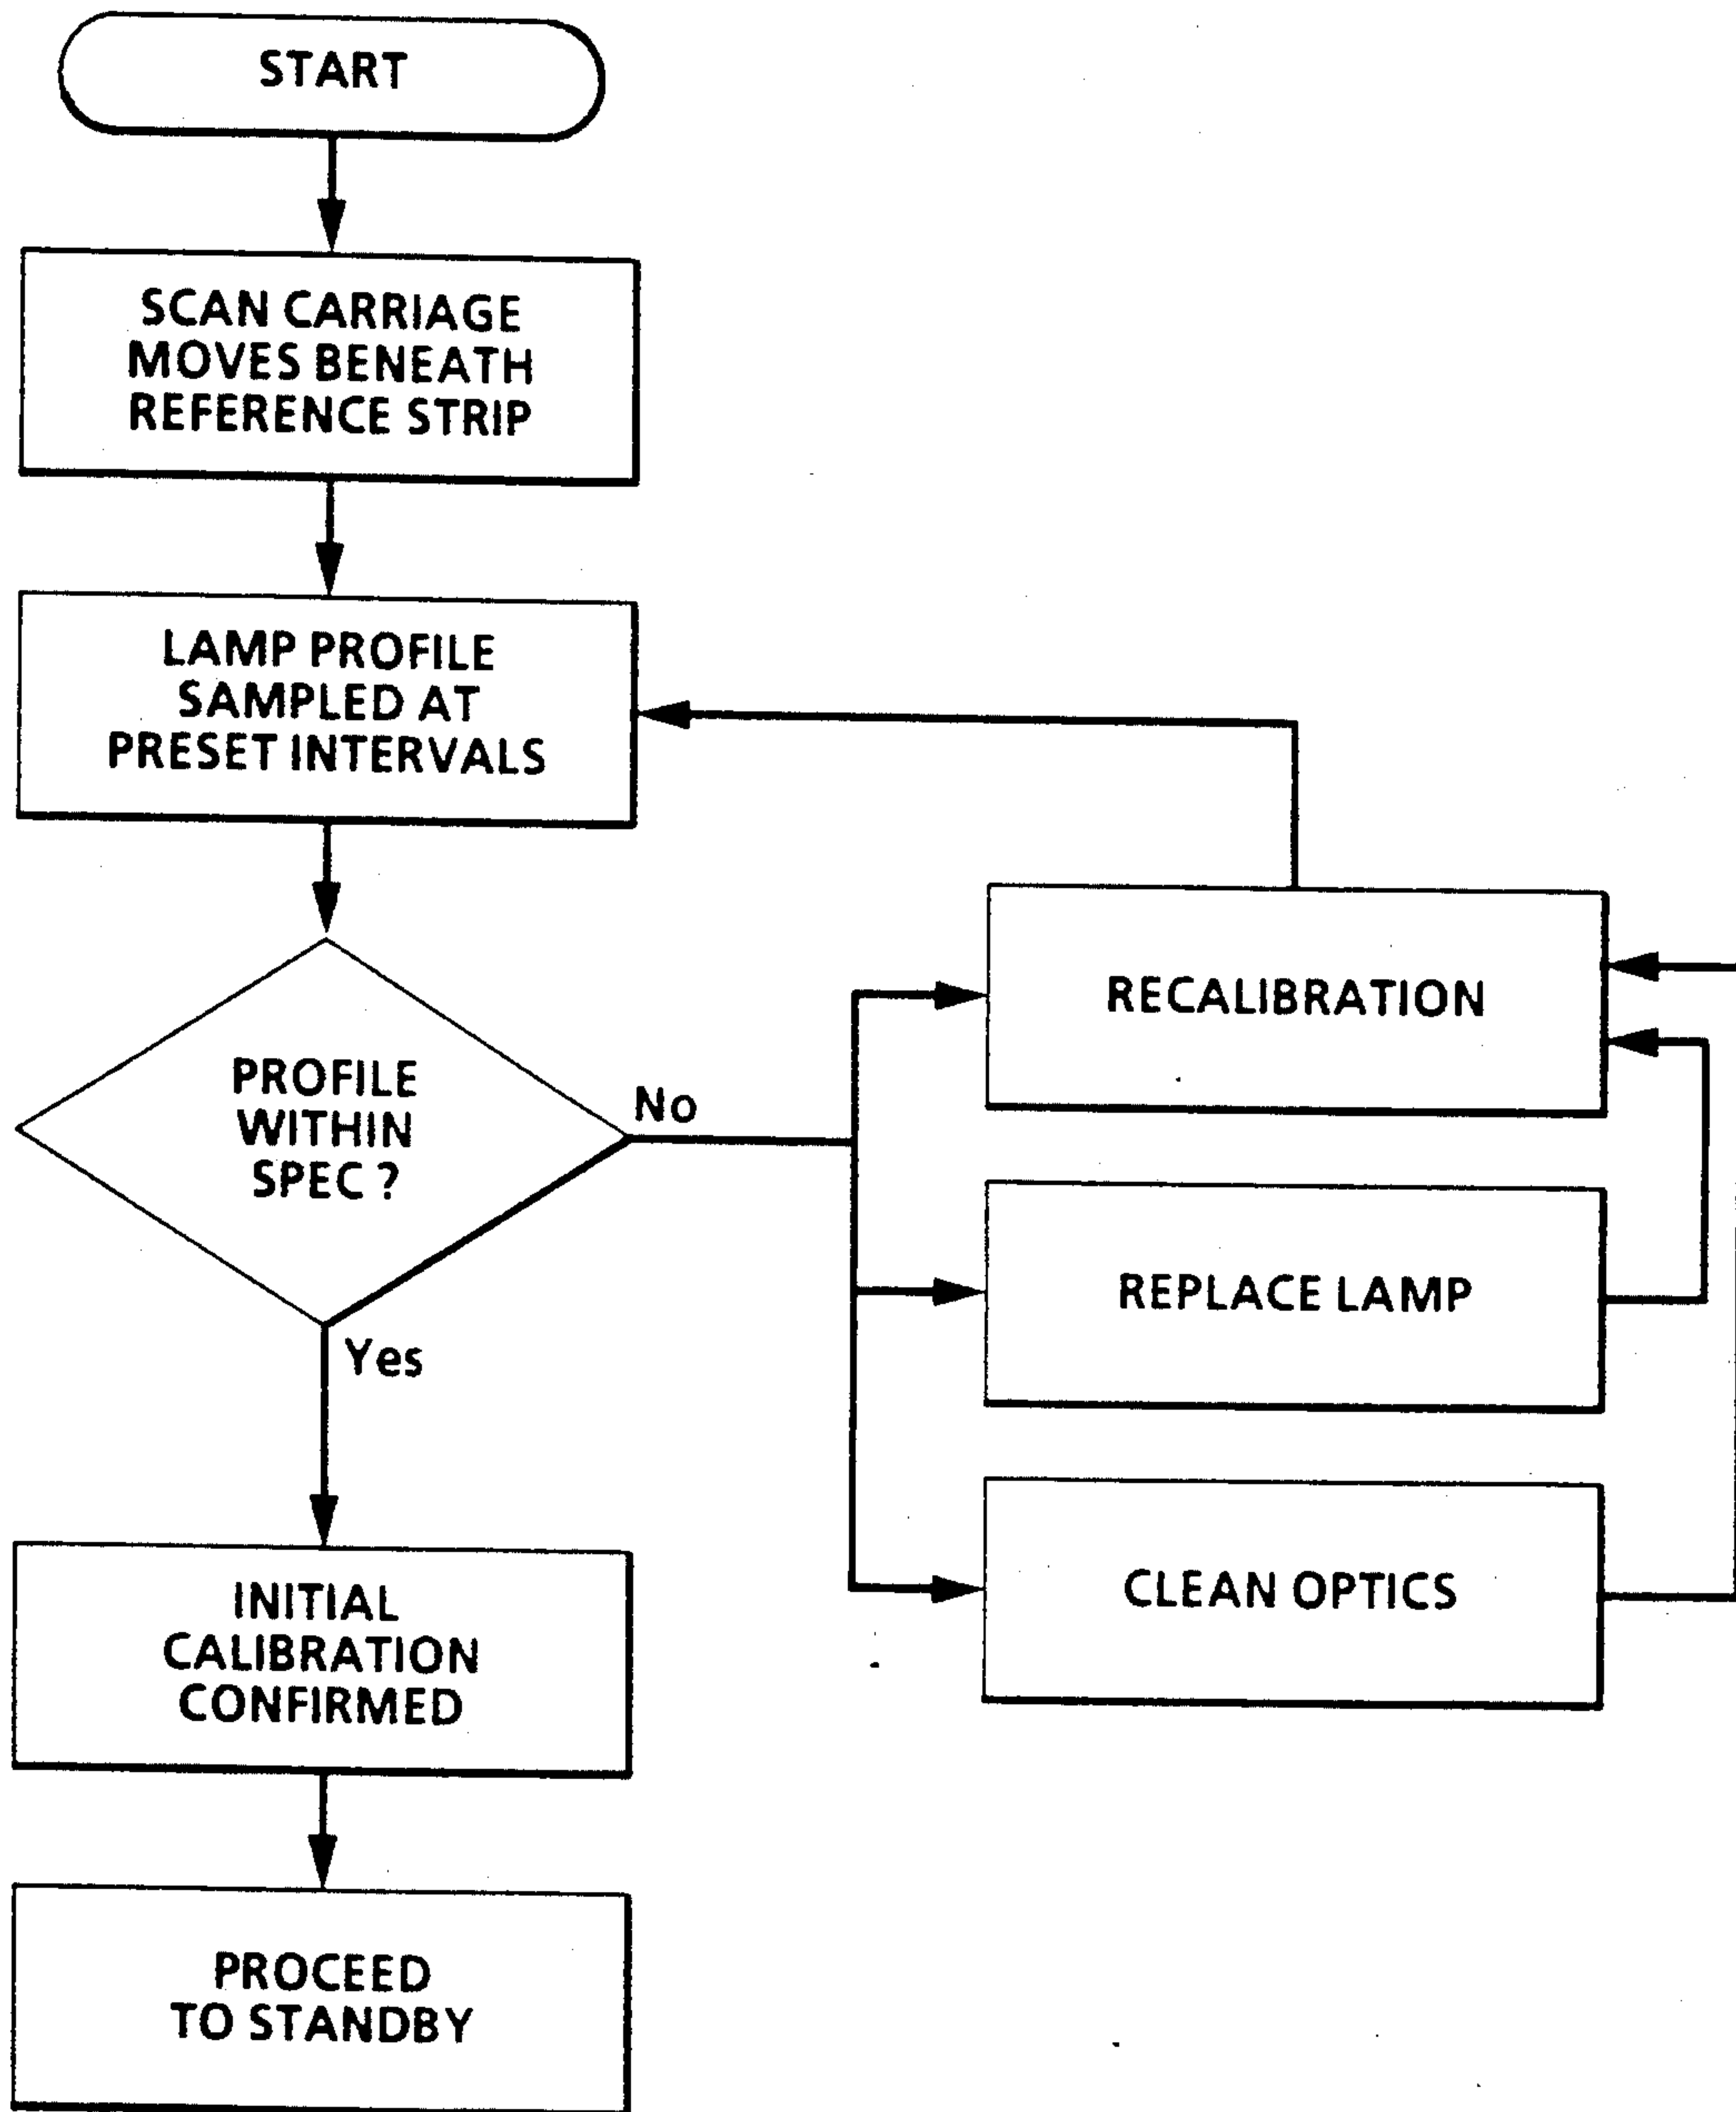 START
SCAN CARRIAGE
MOVES BENEATH
REFERENCE STRIP
LAMP PROFILE
SAMPLED AT
PRESET INTERVALS
PROFILE
WITHIN
SPEC ?
No
Yes
RECALIBRATION
REPLACE LAMP
CLEAN OPTICS
INITIAL
CALIBRATION
CONFIRMED
PROCEED
TO STANDBY